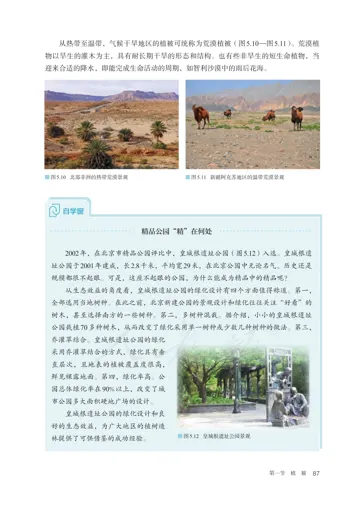 从热带至温带，气候干旱地区的植被可统称为荒漠植被（图5.10—图5.11）。荒漠植
物以旱生的灌木为主，具有耐长期干旱的形态和结构。也有些非旱生的短生命植物，当
迎来合适的降水，即能完成生命活动的周期，如智利沙漠中的雨后花海。
图5.10 北部非洲的热带荒漠景观
图5.11 新疆阿克苏地区的温带荒漠景观
自学窗
精品公园“精”在何处
2002年，在北京市精品公园评比中，皇城根遗址公园（图5.12）入选。皇城根遗
址公园于2001年建成，长2.8千米，平均宽29米，在北京公园中无论名气、历史还是
规模都很不起眼。可是，这座不起眼的公园，为什么能成为精品中的精品呢？
从生态效益的角度看，皇城根遗址公园的绿化设计有四个方面值得称道。第一，
全部选用当地树种。在此之前，北京新建公园的景观设计和绿化往往关注“好看”的
树木，甚至选择南方的一些树种。第二，多树种混栽。据介绍，小小的皇城根遗址公
园栽植70多种树木，从而改变了绿化采用单一树种或少数几种树种的做法。第三，
乔灌草结合。皇城根遗址公园的绿化
采用乔灌草结合的方式，绿化具有垂
直层次，且地表的植被覆盖度很高，
鲜见裸露地面。第四，绿化率高。公
园总体绿化率在90%以上，改变了城
市公园多大面积硬地广场的设计。
皇城根遗址公园的绿化设计和良
好的生态效益，为广大地区的植树造
林提供了可供借鉴的成功经验。
图5.12 皇城根遗址公园景观
第一节 植 被 87